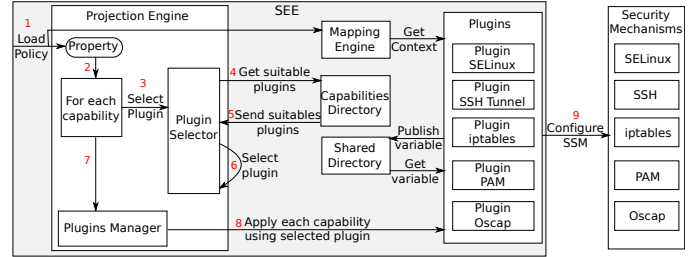 SEE
Projection Engine
1
Load
Policy
Property
2
For each
capability
3
Select
Plugin
Plugin
Selector
4 Get suitable
plugins
5 Send suitables
plugins
6 Select
plugin
7
Plugins Manager
8 Apply each capability
using selected plugin
Mapping
Engine
Get
Context
Capabilities
Directory
Shared
Directory
Publish
variable
Get
variable
Plugins
Plugin
SELinux
Plugin
SSH Tunnel
Plugin
iptables
Plugin
PAM
Plugin
Oscap
9
Configure
SSM
Security
Mechanisms
SELinux
SSH
iptables
PAM
Oscap